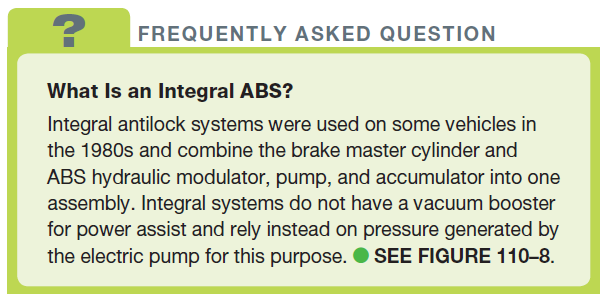 ?
FREQUENTLY ASKED QUESTION
What Is an Integral ABS?
Integral antilock systems were used on some vehicles in
the 1980s and combine the brake master cylinder and
ABS hydraulic modulator, pump, and accumulator into one
assembly. Integral systems do not have a vacuum booster
for power assist and rely instead on pressure generated by
the electric pump for this purpose. ● SEE FIGURE 110–8.